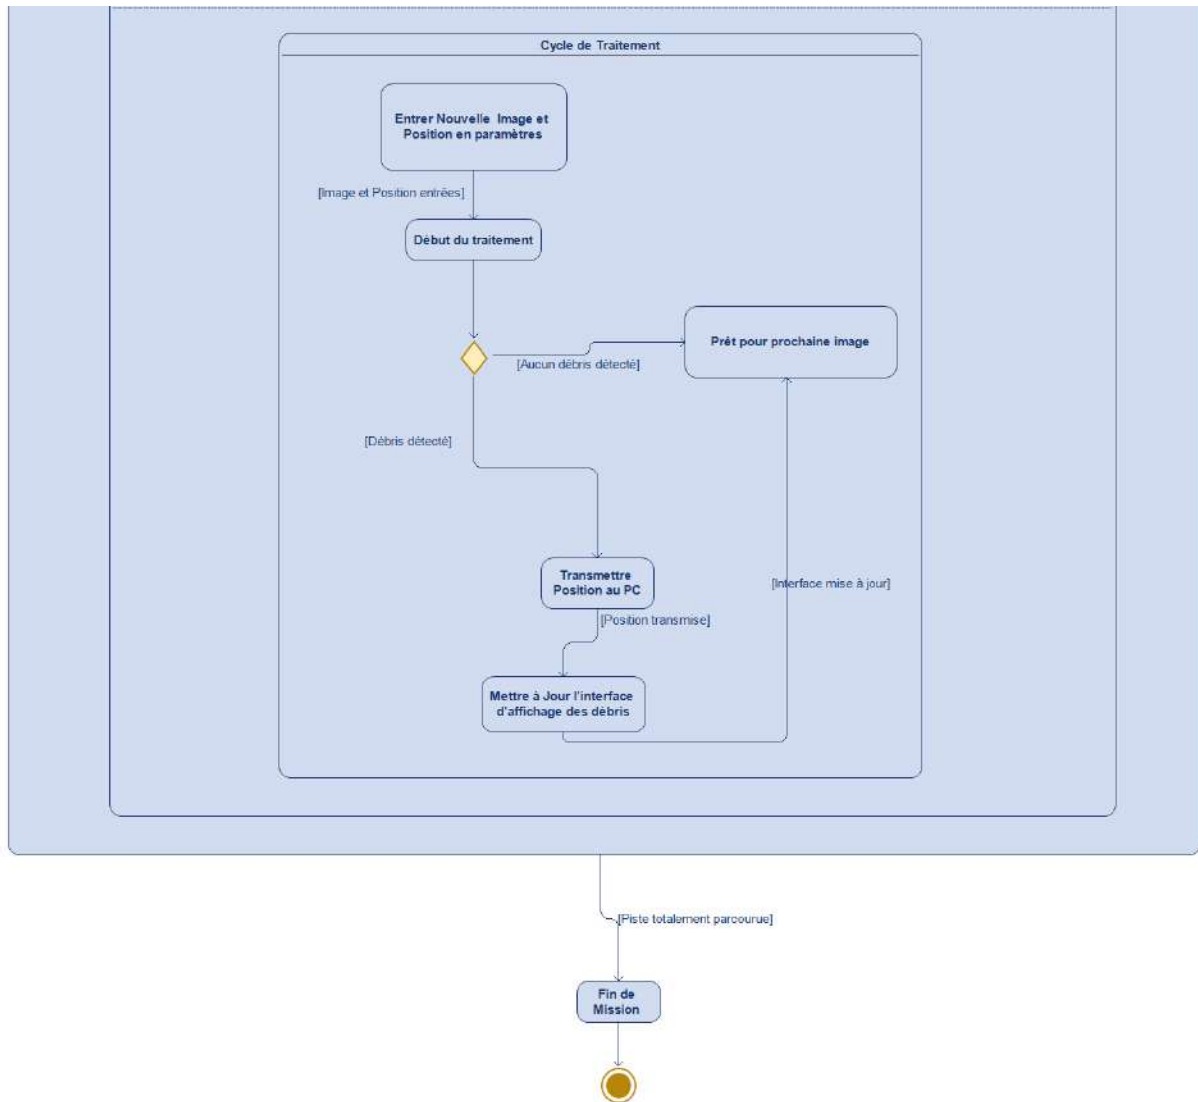 Cycle de Traitement
Entrer Nouvelle Image et
Position en paramètres
[Image et Position entrées]
Début du traitement
Prêt pour prochaine image
[Aucun débris détecté]
[Débris détecté]
Transmettre
Position au PC
[Interface mise à jour]
[Position transmise]
Mettre à Jour l'interface
d'affichage des débris
[Piste totalement parcourue]
Fin de
Mission